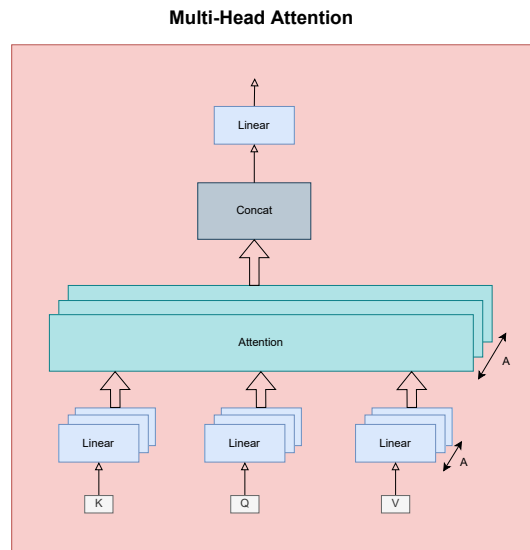 Multi-Head Attention
Linear
Concat
Attention
A
Linear
Linear
Linear
A
K
Q
V